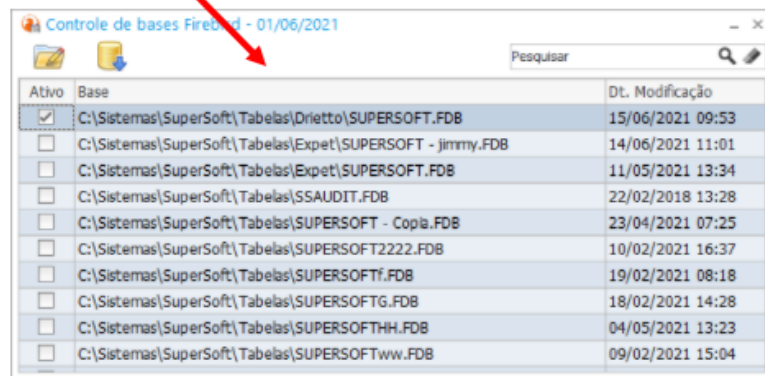 Controle de bases Firebird - 01/06/2021
Pesquisar
Ativo Base Dt. Modificação
C:\Sistemas\SuperSoft\Tabelas\Drietto\SUPERSOFT.FDB 15/06/2021 09:53
C:\Sistemas\SuperSoft\Tabelas\Expet\SUPERSOFT - jimmy.FDB 14/06/2021 11:01
C:\Sistemas\SuperSoft\Tabelas\Expet\SUPERSOFT.FDB 11/05/2021 13:34
C:\Sistemas\SuperSoft\Tabelas\SSAUDIT.FDB 22/02/2018 13:28
C:\Sistemas\SuperSoft\Tabelas\SUPERSOFT - Copia.FDB 23/04/2021 07:25
C:\Sistemas\SuperSoft\Tabelas\SUPERSOFT2222.FDB 10/02/2021 16:37
C:\Sistemas\SuperSoft\Tabelas\SUPERSOFTf.FDB 19/02/2021 08:18
C:\Sistemas\SuperSoft\Tabelas\SUPERSOFTG.FDB 18/02/2021 14:28
C:\Sistemas\SuperSoft\Tabelas\SUPERSOFTHH.FDB 04/05/2021 13:23
C:\Sistemas\SuperSoft\Tabelas\SUPERSOFTww.FDB 09/02/2021 15:04